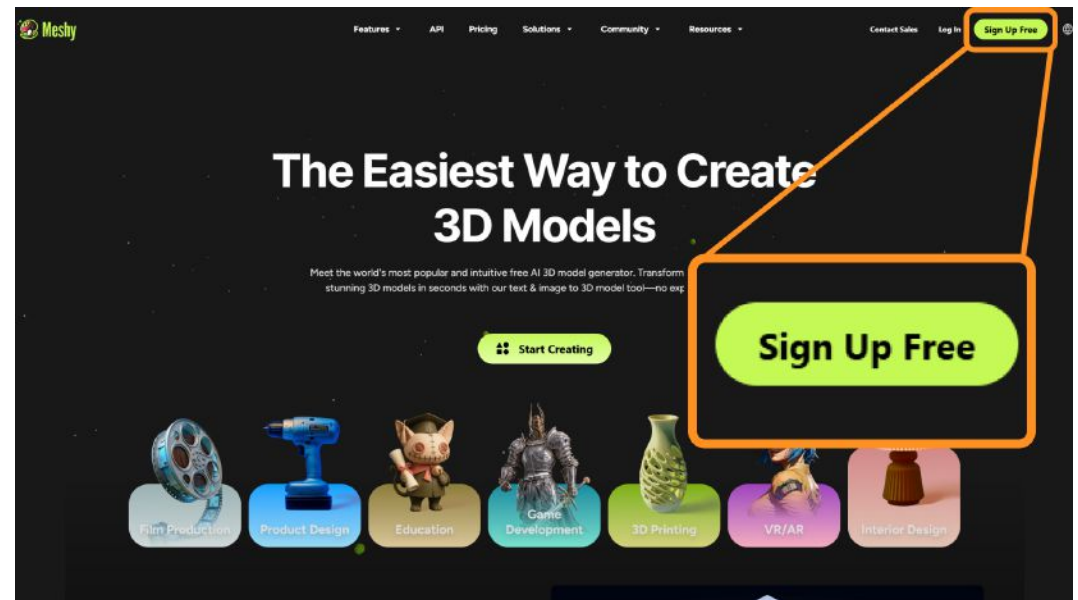 Meshy
Features
API
Pricing
Solutions
Community
Resources
Contact Sales
Log In
Sign Up Free
The Easiest Way to Create
3D Models
Meet the world's most popular and intuitive free AI 3D model generator. Transform
stunning 3D models in seconds with our text & image to 3D model tool—no
Start Creating
Sign Up Free
Film Production
Product Design
Education
Game
Development
3D Printing
VR/AR
Interior Design